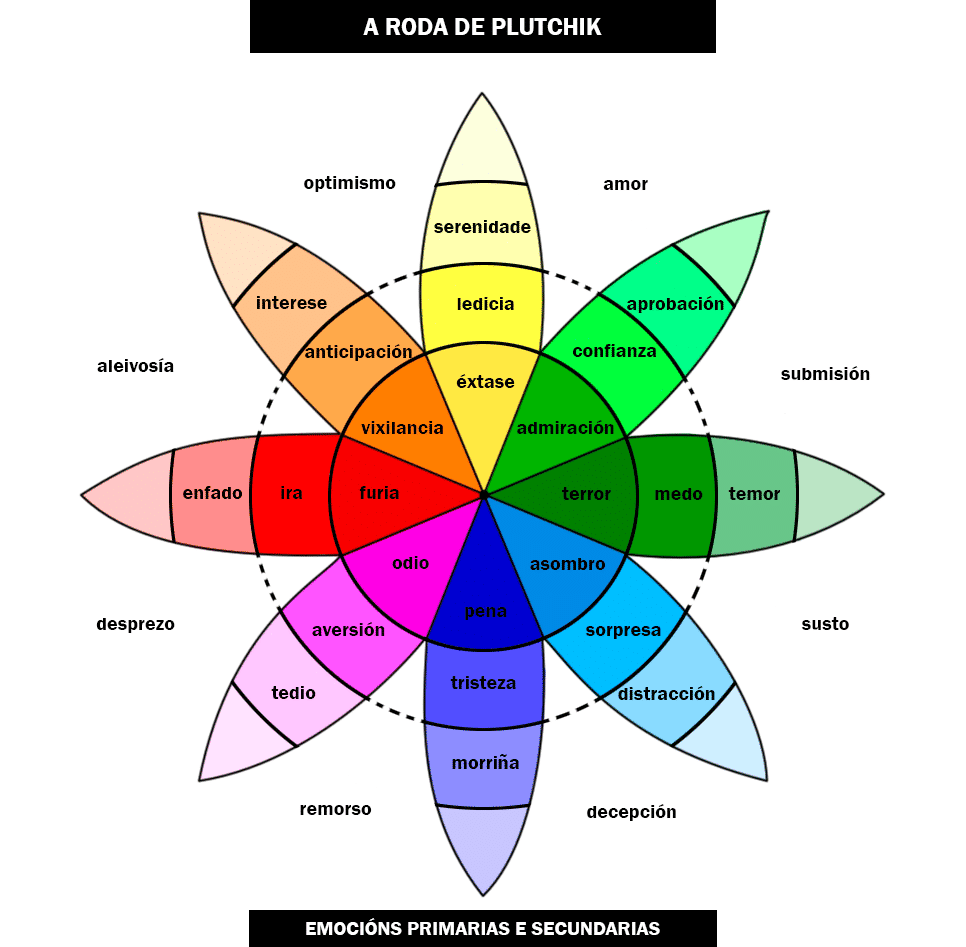 A RODA DE PLUTCHIK
optimismo
amor
serenidade
interese
ledicia
aprobación
anticipación
confianza
aleivosía
submisión
éxtase
vixilancia
admiración
enfado
ira
furia
terror
medo
temor
odio
asombro
desprezo
pena
susto
aversión
sorpresa
tedio
tristeza
distracción
morriña
remorso
decepción
EMOCIÓNS PRIMARIAS E SECUNDARIAS